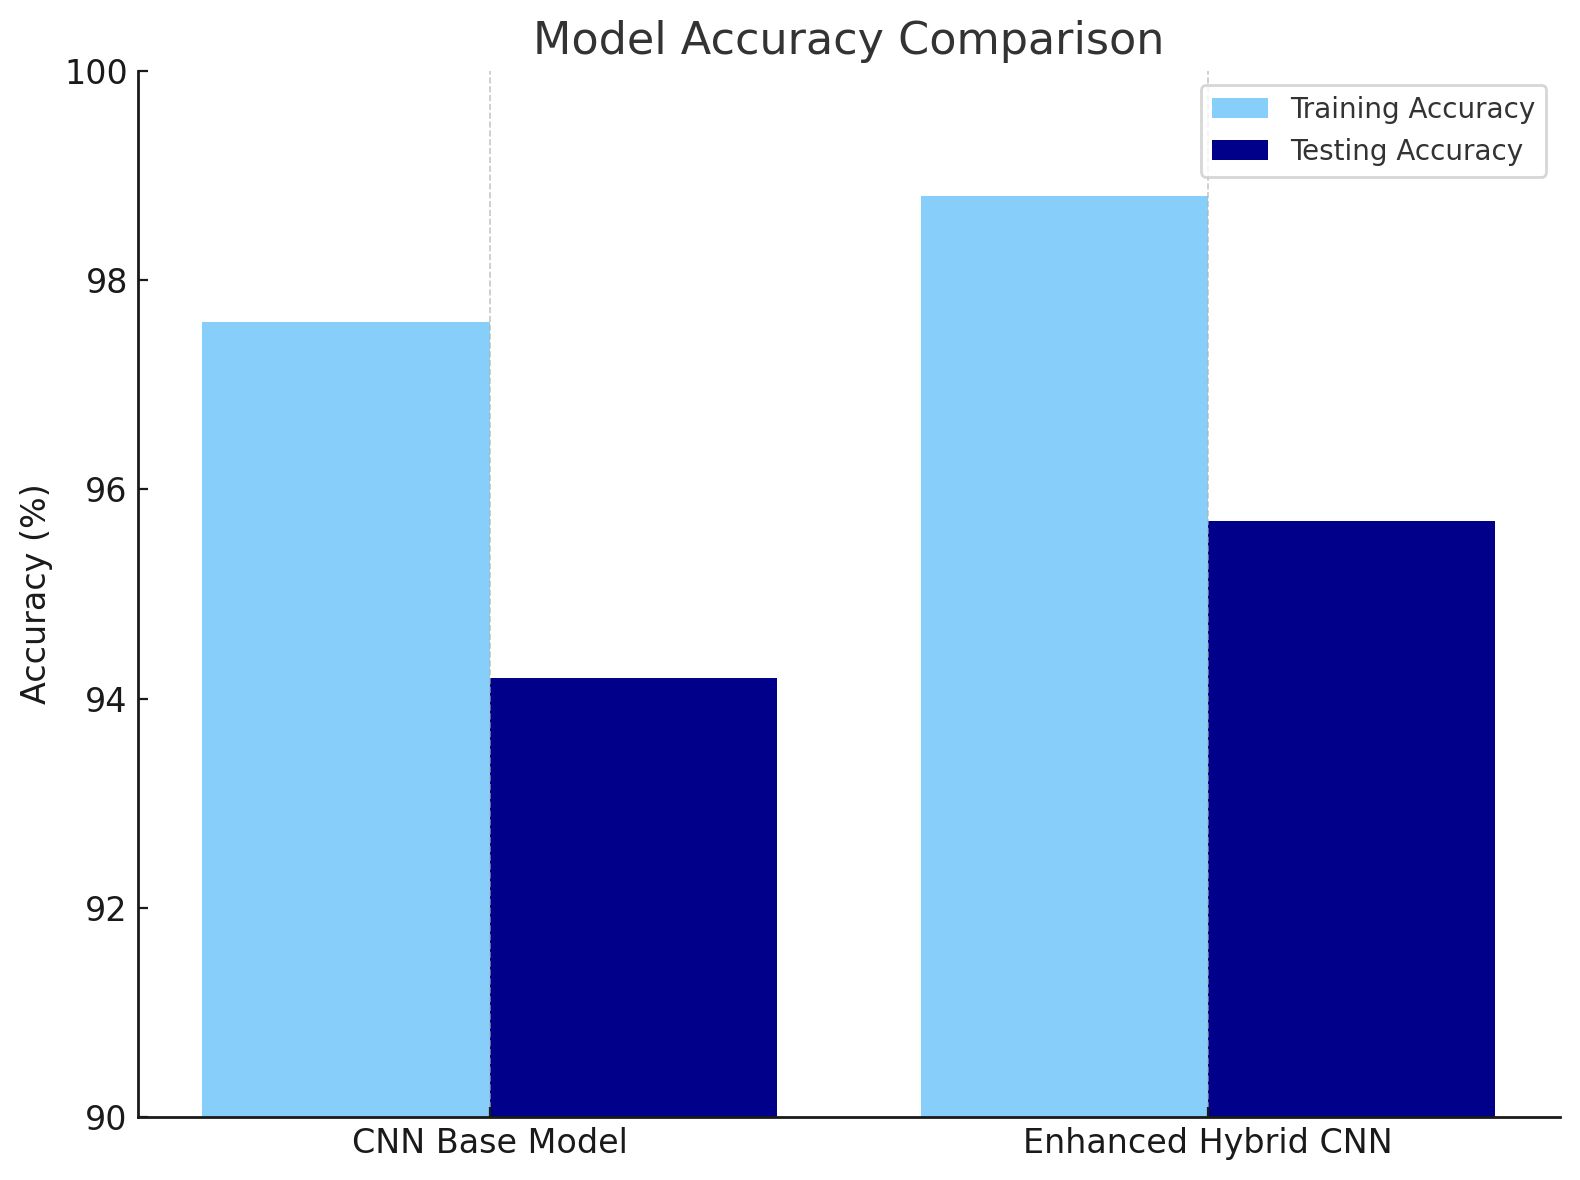 Model Accuracy Comparison
Training Accuracy
Testing Accuracy
Accuracy (%)
100
98
96
94
92
90
CNN Base Model
Enhanced Hybrid CNN